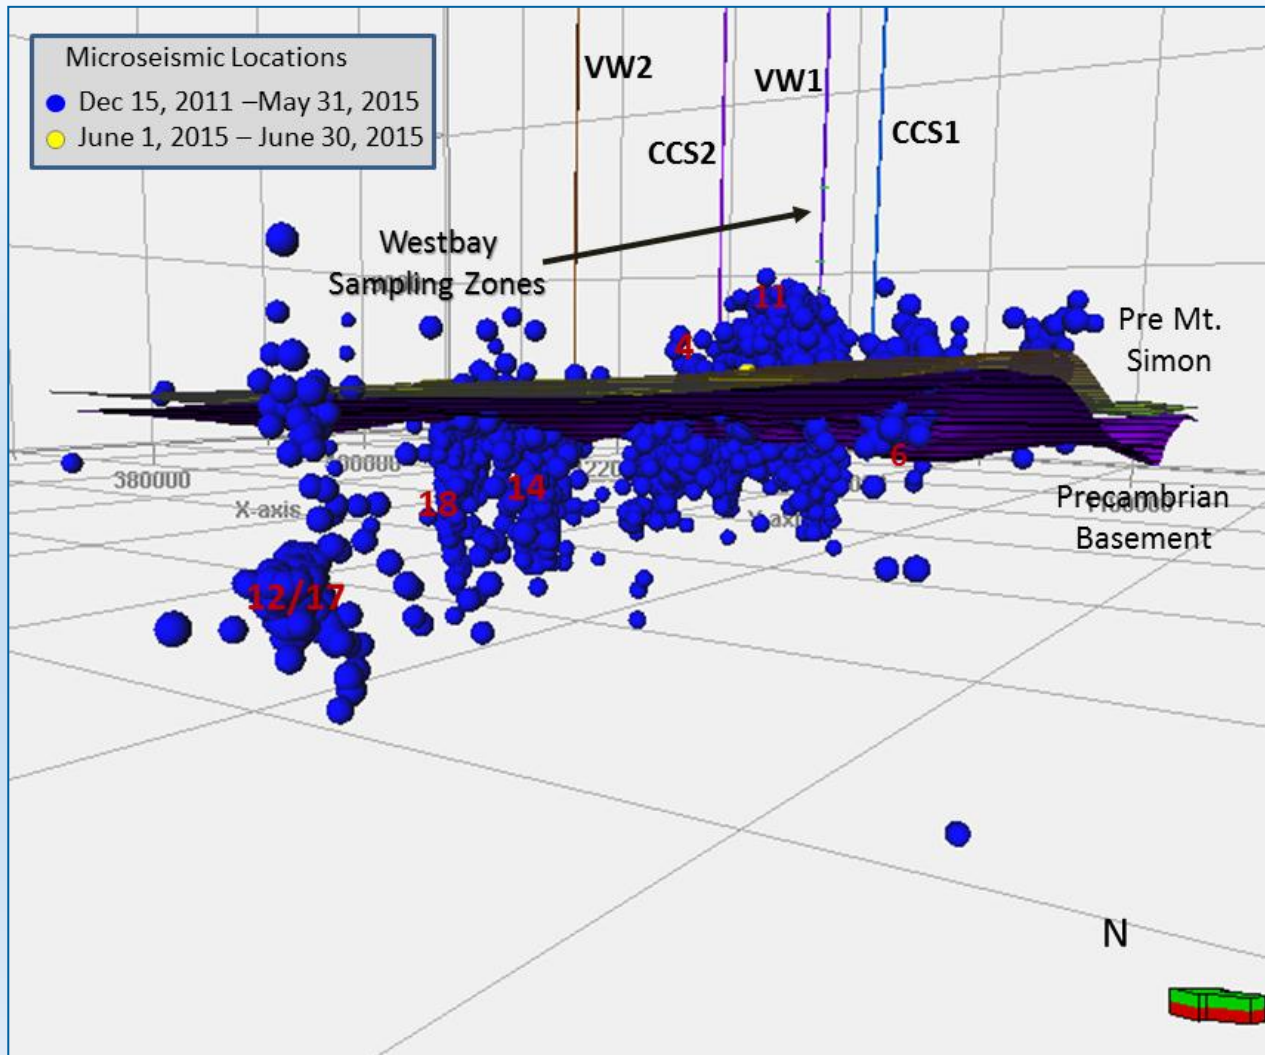 Microseismic Locations
Dec 15, 2011 –May 31, 2015
June 1, 2015 – June 30, 2015
VW2
VW1
CCS2
CCS1
Westbay
Sampling Zones
11
4
Pre Mt.
Simon
6
380000
X-axis
18
14
Precambrian
Basement
12/17
N